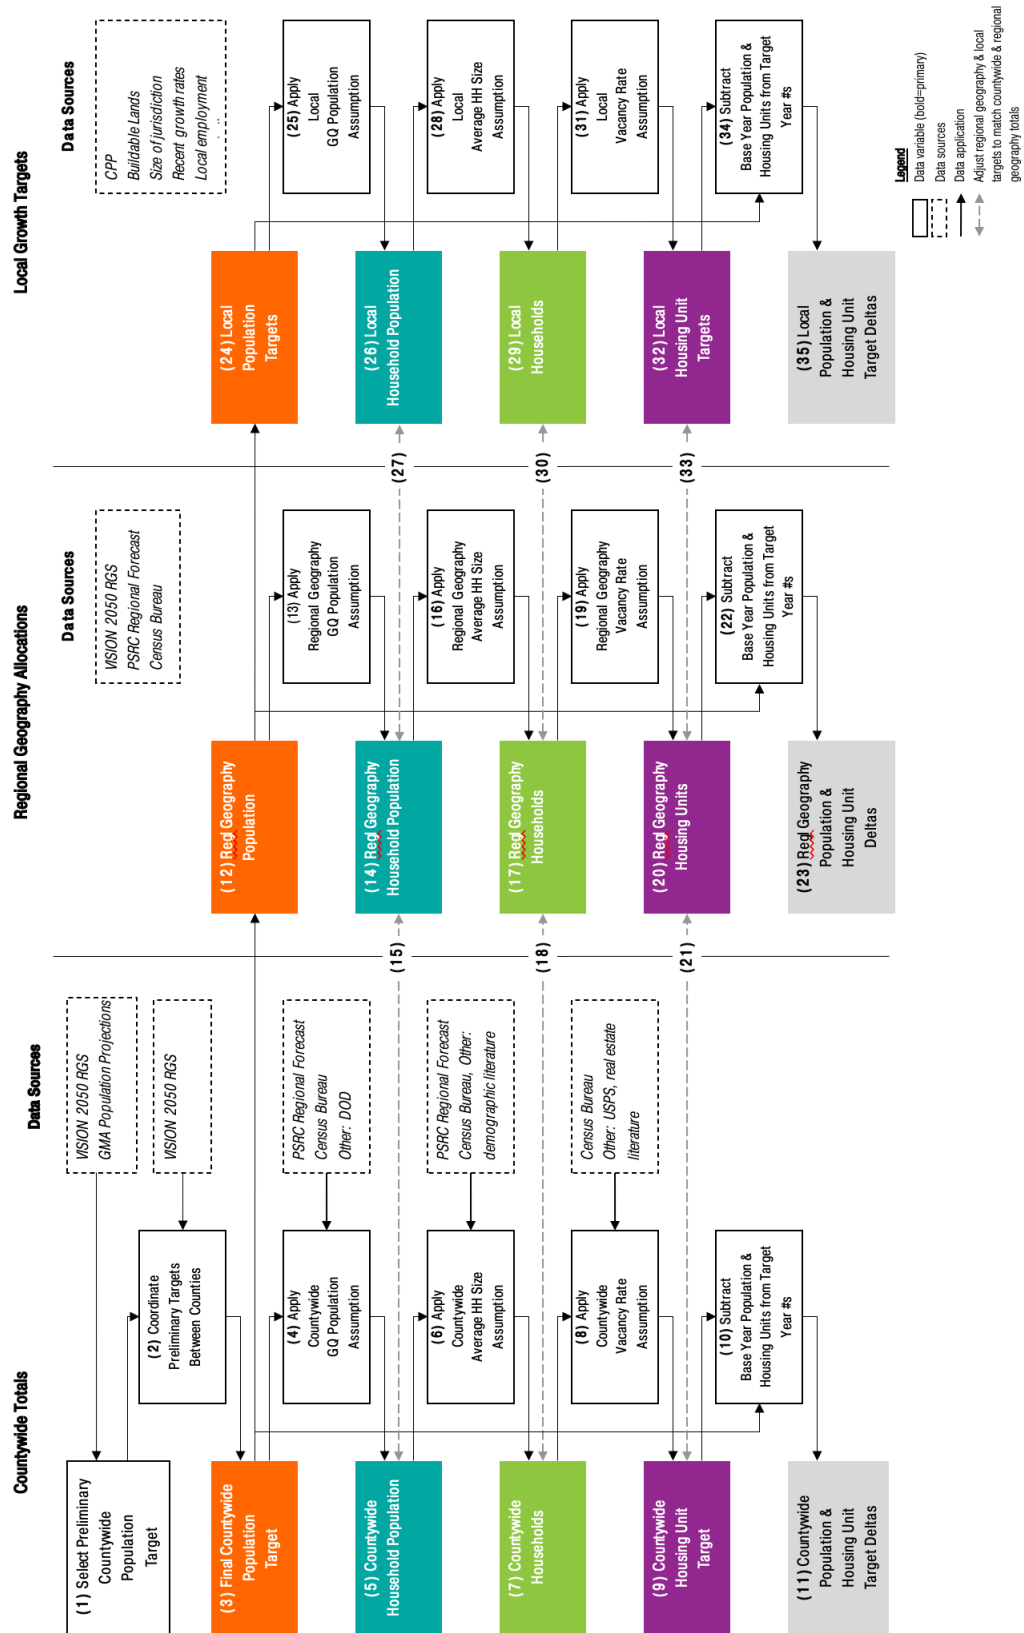 Countywide Totals
Data Sources
Regional Geography Allocations
Data Sources
Local Growth Targets
Data Sources
(1) Select Preliminary
Countywide
Population
Target
VISION 2050 RGS
GMA Population Projections
(2) Coordinate
Preliminary Targets
Between Counties
VISION 2050 RGS
(3) Final Countywide
Population
Target
(4) Apply
Countywide
GQ Population
Assumption
PSRC Regional Forecast
Census Bureau
Other: DOD
(5) Countywide
Household Population
(6) Apply
Countywide
Average HH Size
Assumption
PSRC Regional Forecast
Census Bureau, Other:
demographic literature
(7) Countywide
Households
(8) Apply
Countywide
Vacancy Rate
Assumption
Census Bureau
Other: USPS, real estate
literature
(9) Countywide
Housing Unit
Target
(10) Subtract
Base Year Population &
Housing Units from Target
Year #s
(11) Countywide
Population &
Housing Unit
Target Deltas
(15)
(18)
(21)
VISION 2050 RGS
PSRC Regional Forecast
Census Bureau
(12) Reg Geography
Population
(13) Apply
Regional Geography
GQ Population
Assumption
(14) Reg Geography
Household Population
(16) Apply
Regional Geography
Average HH Size
Assumption
(17) Reg Geography
Households
(19) Apply
Regional Geography
Vacancy Rate
Assumption
(20) Reg Geography
Housing Units
(22) Subtract
Base Year Population &
Housing Units from Target
Year #s
(23) Reg Geography
Population &
Housing Unit
Deltas
(27)
(30)
(33)
CPP
Buildable Lands
Size of jurisdiction
Recent growth rates
Local employment
(24) Local
Population
Targets
(25) Apply
Local
GQ Population
Assumption
(26) Local
Household Population
(28) Apply
Local
Average HH Size
Assumption
(29) Local
Households
(31) Apply
Local
Vacancy Rate
Assumption
(32) Local
Housing Unit
Targets
(34) Subtract
Base Year Population &
Housing Units from Target
Year #s
(35) Local
Population &
Housing Unit
Target Deltas
Legend
Data variable (bold=primary)
Data sources
Data application
Adjust regional geography & local
targets to match countywide & regional
geography totals